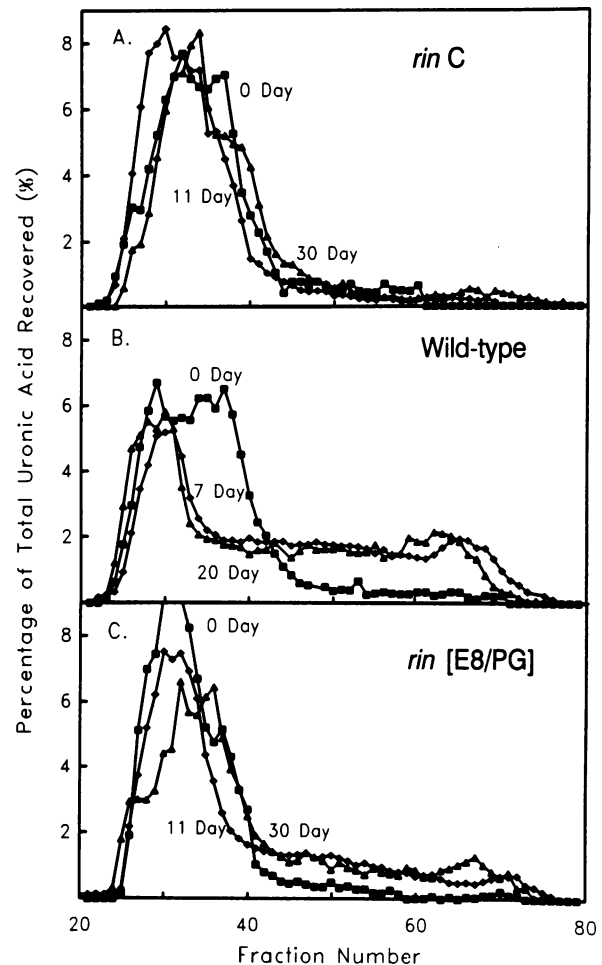 A.
rin C
8
6
4
2
0 Day
11 Day
30 Day
B.
Wild-type
8
6
4
2
0 Day
7 Day
20 Day
C.
rin [E8/PG]
8
6
4
2
0 Day
11 Day
30 Day
20 40 60 80
Fraction Number
Percentage of Total Uronic Acid Recovered (%)